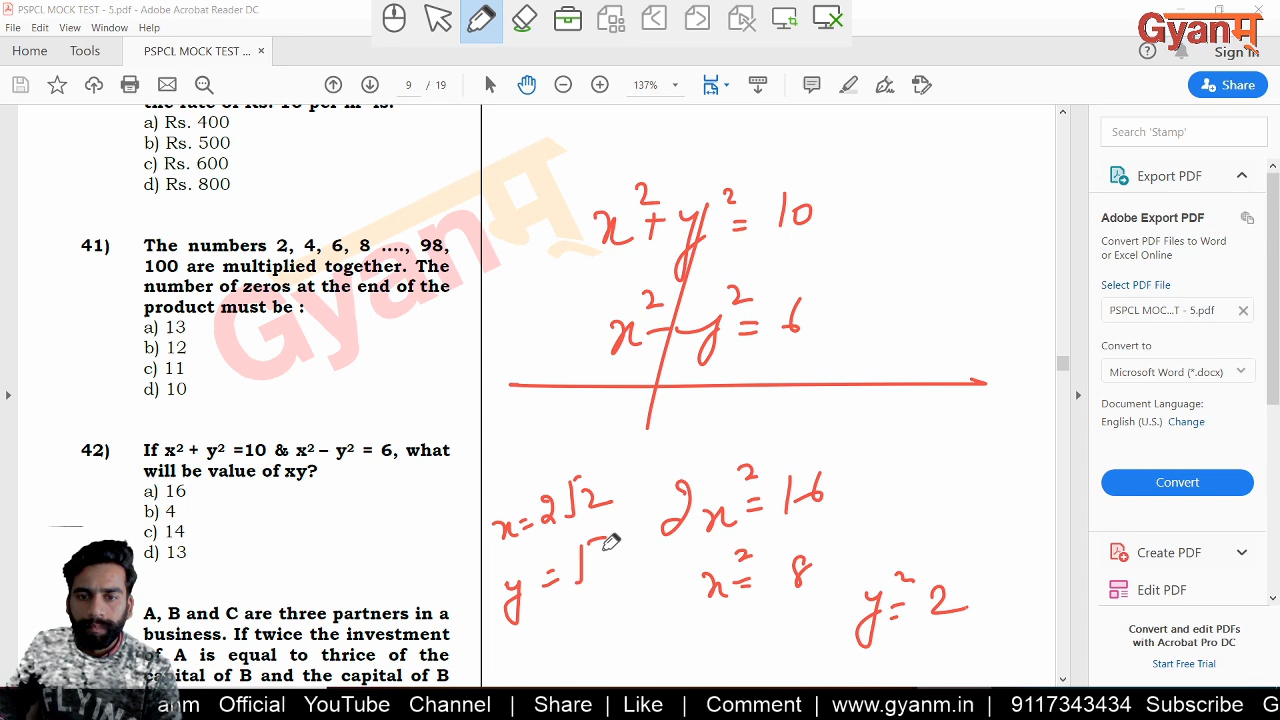 PSPCL MOCK TEST - 5.pdf - Adobe Acrobat Reader DC
File Edit View Window Help
Home Tools PSPCL MOCK TEST ... ×
Gyanम्
Sign In
9 / 19 137%
Share
a) Rs. 400
b) Rs. 500
c) Rs. 600
d) Rs. 800
41) The numbers 2, 4, 6, 8 ....., 98,
100 are multiplied together. The
number of zeros at the end of the
product must be :
a) 13
b) 12
c) 11
d) 10
42) If x² + y² =10 & x² – y² = 6, what
will be value of xy?
a) 16
b) 4
c) 14
d) 13
A, B and C are three partners in a
business. If twice the investment
of A is equal to thrice of the
capital of B and the capital of B
Gyanम
x² + y² = 10
x² - y² = 6
2x² = 16
x² = 8
y² = 2
x = 2√2
y = √
Search 'Stamp'
Export PDF
Adobe Export PDF
Convert PDF Files to Word
or Excel Online
Select PDF File
PSPCL MOC...T - 5.pdf
Convert to
Microsoft Word (*.docx)
Document Language:
English (U.S.) Change
Convert
Create PDF
Edit PDF
Convert and edit PDFs
with Acrobat Pro DC
Start Free Trial
anm Official YouTube Channel | Share | Like | Comment | www.gyanm.in | 9117343434 Subscribe G